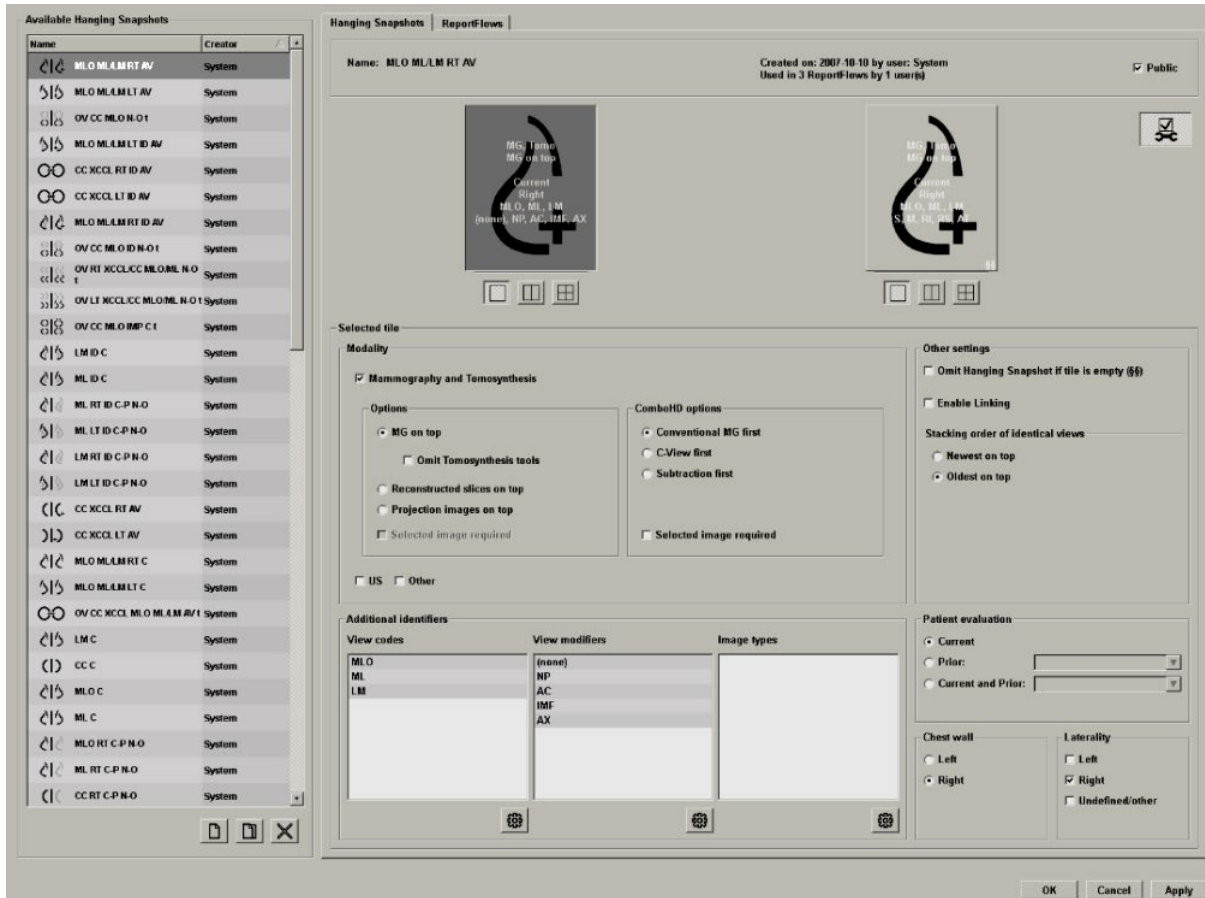 Available Hanging Snapshots
Name Creator
MLO ML/LM RT AV System
MLO ML/LM LT AV System
OV CC MLO N-O t System
MLO ML/LM LT ID AV System
CC XCCL RT ID AV System
CC XCCL LT ID AV System
MLO ML/LM RT ID AV System
OV CC MLO ID N-O t System
OV RT XCCL/CC MLO/ML N-O t System
OV LT XCCL/CC MLO/ML N-O t System
OV CC MLO IMP C t System
LM ID C System
ML ID C System
ML RT ID C-P N-O System
ML LT ID C-P N-O System
LM RT ID C-P N-O System
LM LT ID C-P N-O System
CC XCCL RT AV System
CC XCCL LT AV System
MLO ML/LM RT C System
MLO ML/LM LT C System
OV CC XCCL MLO ML/LM AV t System
LM C System
CC C System
MLO C System
ML C System
MLO RT C-P N-O System
ML RT C-P N-O System
CC RT C-P N-O System
Hanging Snapshots ReportFlows
Name: MLO ML/LM RT AV
Created on: 2007-10-10 by user: System
Used in 3 ReportFlows by 1 user(s)
Public
MG, Tomo
MG on top
Current
Right
MLO, ML, LM
(none), NP, AC, IMF, AX
MG, Tomo
MG on top
Current
Right
MLO, ML, LM
S, M, RL, RS, AT
§§
Selected tile
Modality
Mammography and Tomosynthesis
Options
MG on top
Omit Tomosynthesis tools
Reconstructed slices on top
Projection images on top
Selected image required
ComboHD options
Conventional MG first
C-View first
Subtraction first
Selected image required
US Other
Other settings
Omit Hanging Snapshot if tile is empty (§§)
Enable Linking
Stacking order of identical views
Newest on top
Oldest on top
Additional identifiers
View codes View modifiers Image types
MLO
ML
LM
(none)
NP
AC
IMF
AX
Patient evaluation
Current
Prior:
Current and Prior:
Chest wall
Left
Right
Laterality
Left
Right
Undefined/other
OK Cancel Apply